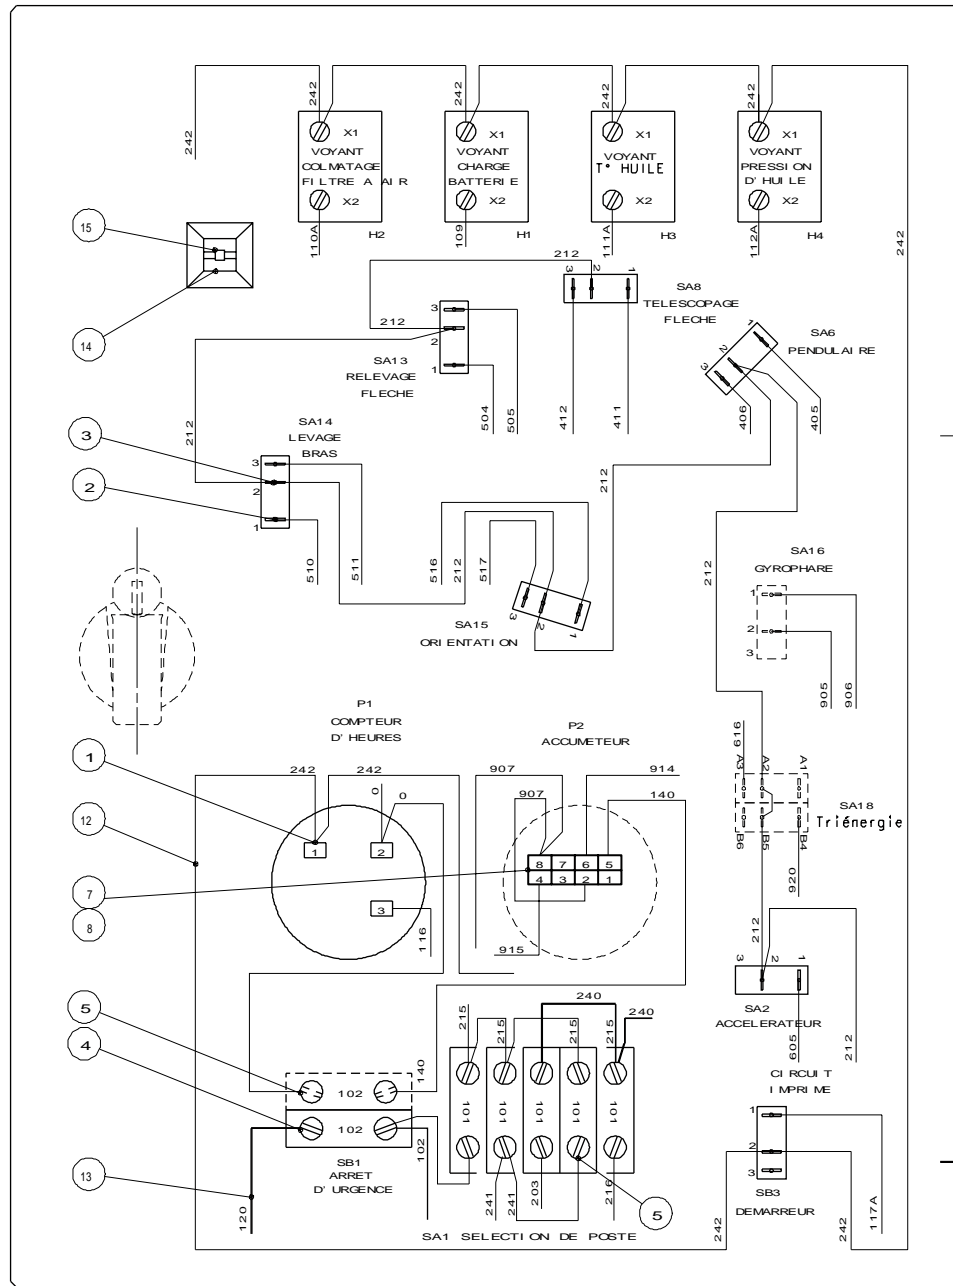 242 242 242 242 242
X1 X1 X1 X1
VOYANT COLMATAGE FILTRE A AIR
VOYANT CHARGE BATTERIE
VOYANT T° HUILE
VOYANT PRESSION D'HUILE
X2 X2 X2 X2
H2 H1 H3 H4
110A 109 111A 112A 242
15
14
212
3 2 1
SA8
TELESCOPAGE
FLECHE
212
3
2
1
SA13
RELEVAGE
FLECHE
1
2
3
SA6
PENDULAIRE
504 505 412 411 406 405
3
2
212
SA14
LEVAGE
BRAS
3
2
1
212
510 511 516 212 517
212
SA16
GYROPHARE
1
2
3
3 2 1
SA15
ORIENTATION
905 906
P1
COMPTEUR
D'HEURES
P2
ACCUMETEUR
616
A3 A2 A1
SA18
Triénergie
B6 B5 B4
1
242 242
0 0
907 914
907 140
12
1 2
3
116
8 7 6 5
4 3 2 1
7
8
915
920
212
3 2 1
SA2
ACCELERATEUR
605 212
5
4
102
140
102
102
SB1
ARRET
D'URGENCE
13
120
240 240
215 215 215 215
101 101 101 101 101
241 241 203 216
5
SA1 SELECTION DE POSTE
CIRCUIT
IMPRIME
1
2
3
SB3
DEMARREUR
242 242 117A